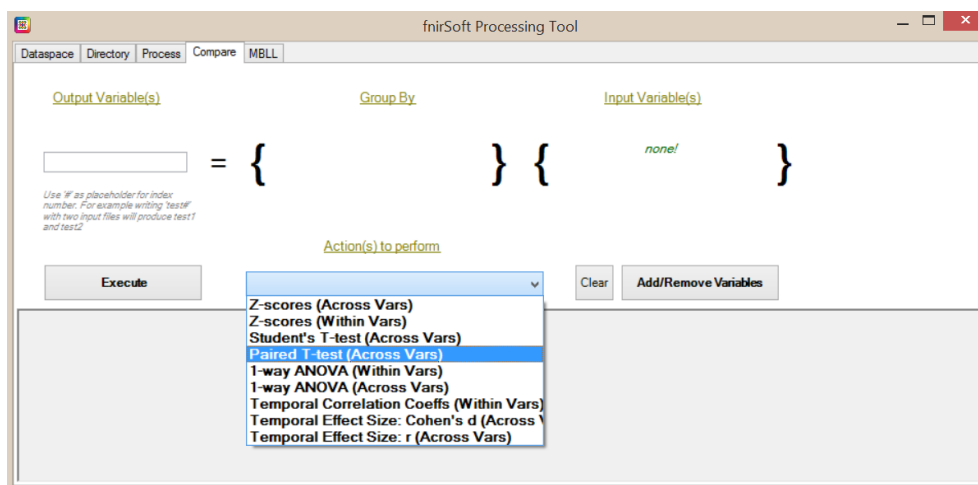 fnirSoft Processing Tool
Dataspace Directory Process Compare MBLL
Output Variable(s) Group By Input Variable(s)
= { } { none! }
Use '#' as placeholder for index
number. For example writing 'test#'
with two input files will produce test1
and test2
Action(s) to perform
Execute Clear Add/Remove Variables
Z-scores (Across Vars)
Z-scores (Within Vars)
Student's T-test (Across Vars)
Paired T-test (Across Vars)
1-way ANOVA (Within Vars)
1-way ANOVA (Across Vars)
Temporal Correlation Coeffs (Within Vars)
Temporal Effect Size: Cohen's d (Across V
Temporal Effect Size: r (Across Vars)